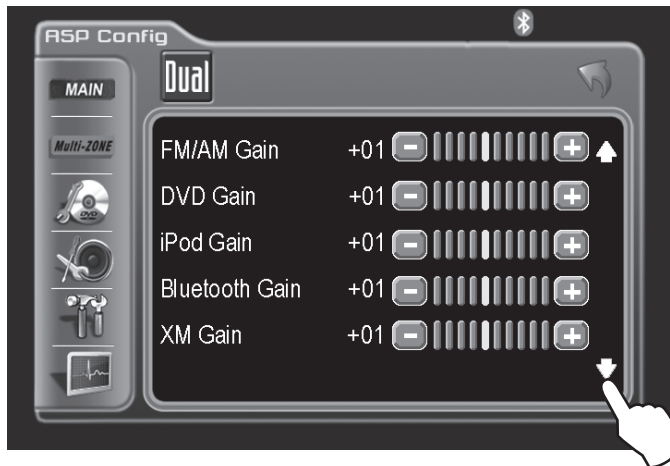 ASP Config
MAIN
Dual
Multi-ZONE
FM/AM Gain +01 - +
DVD Gain +01 - +
DVD
iPod Gain +01 - +
Bluetooth Gain +01 - +
XM Gain +01 - +